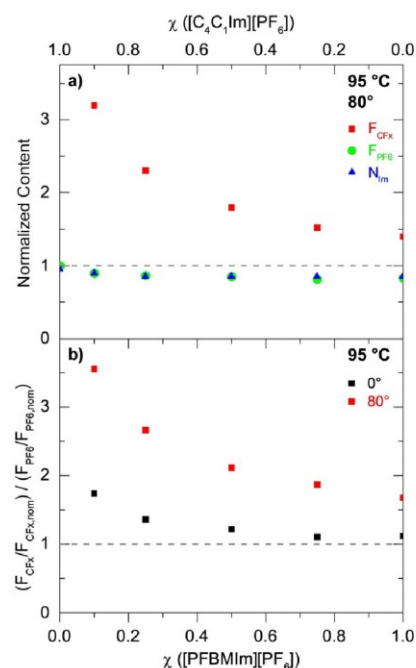 χ ([C₄C₁Im][PF₆])
1.0 0.8 0.6 0.4 0.2 0.0
a)
95 °C
80°
F_CFx
F_PF6
N_Im
Normalized Content
3
2
1
0
b)
95 °C
0°
80°
(F_CFx/F_CFx,nom) / (F_PF6/F_PF6,nom)
3
2
1
0
0.0 0.2 0.4 0.6 0.8 1.0
χ ([PFBMIm][PF₆])